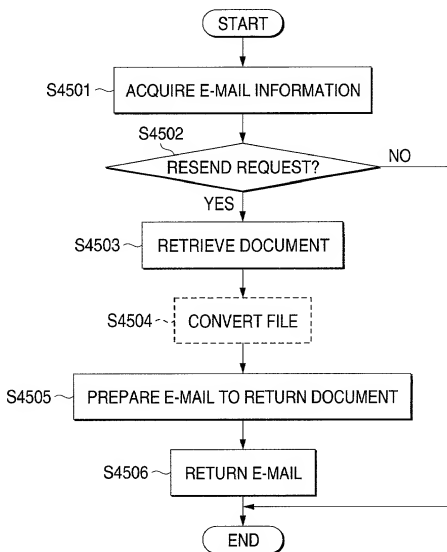 START
S4501 ACQUIRE E-MAIL INFORMATION
S4502
RESEND REQUEST? NO
YES
S4503 RETRIEVE DOCUMENT
S4504 CONVERT FILE
S4505 PREPARE E-MAIL TO RETURN DOCUMENT
S4506 RETURN E-MAIL
END